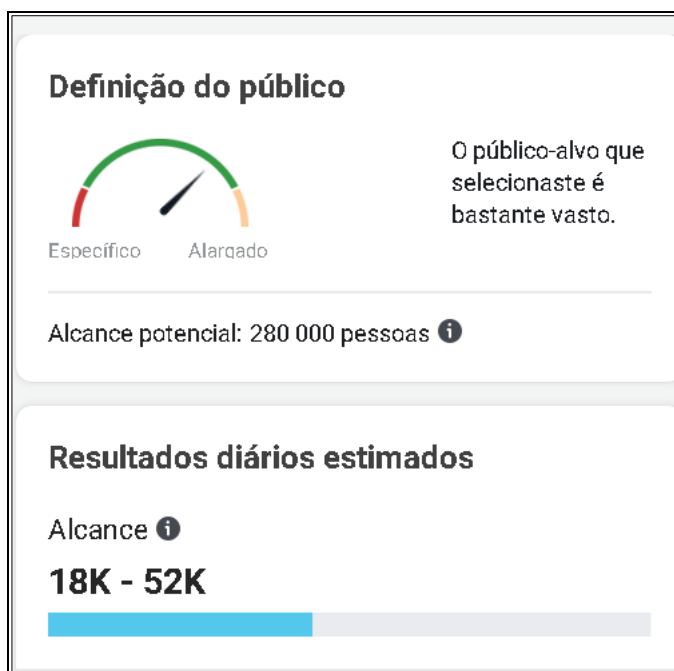 Definição do público
O público-alvo que
selecionaste é
bastante vasto.
Específico Alargado
Alcance potencial: 280 000 pessoas
Resultados diários estimados
Alcance
18K - 52K